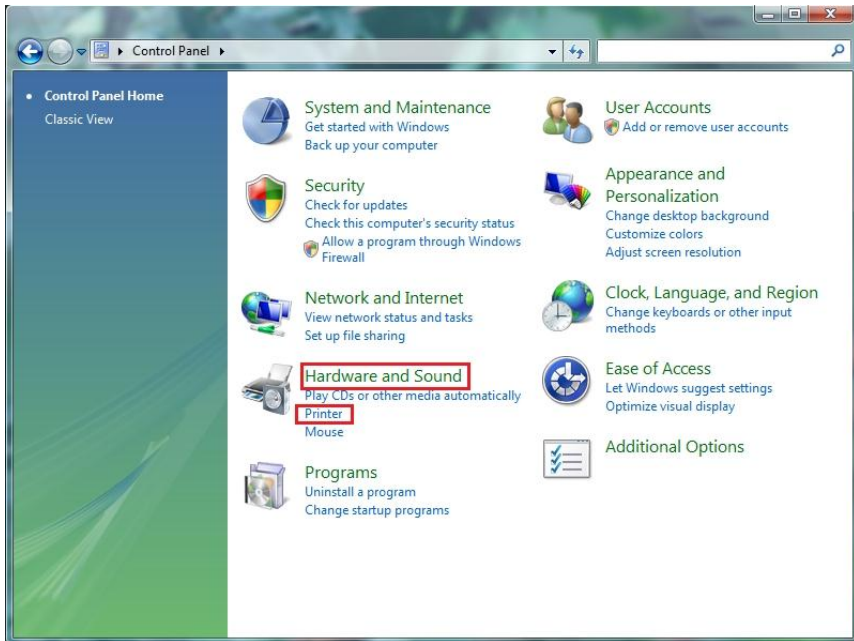 Control Panel
Control Panel Home
Classic View
System and Maintenance
Get started with Windows
Back up your computer
Security
Check for updates
Check this computer's security status
Allow a program through Windows
Firewall
Network and Internet
View network status and tasks
Set up file sharing
Hardware and Sound
Play CDs or other media automatically
Printer
Mouse
Programs
Uninstall a program
Change startup programs
User Accounts
Add or remove user accounts
Appearance and
Personalization
Change desktop background
Customize colors
Adjust screen resolution
Clock, Language, and Region
Change keyboards or other input
methods
Ease of Access
Let Windows suggest settings
Optimize visual display
Additional Options